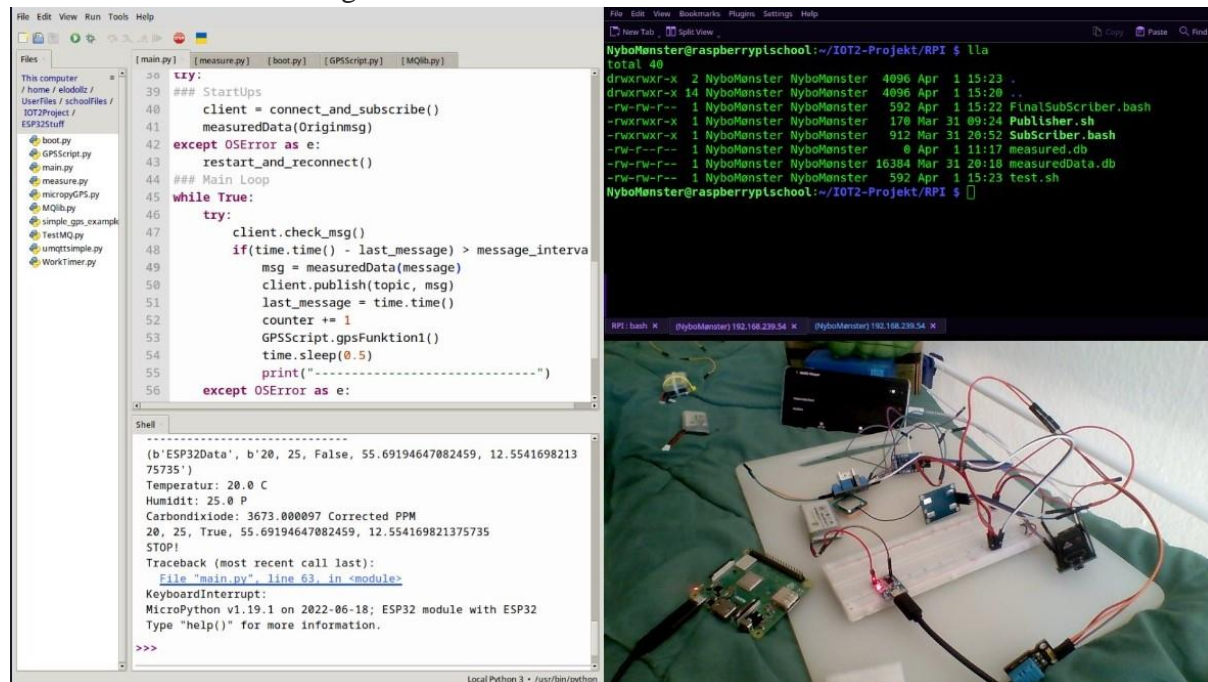 File Edit View Run Tools Help
Files
This computer
/ home / elodollz /
UserFiles / schoolFiles /
IOT2Project /
ESP32Stuff
boot.py
GPSScript.py
main.py
measure.py
micropyGPS.py
MQlib.py
simple_gps_example
TestMQ.py
umqttsimple.py
WorkTimer.py
[main.py] [measure.py] [boot.py] [GPSScript.py] [MQlib.py]
38 try:
39 ### StartUps
40 client = connect_and_subscribe()
41 measuredData(Originmsg)
42 except OSError as e:
43 restart_and_reconnect()
44 ### Main Loop
45 while True:
46 try:
47 client.check_msg()
48 if(time.time() - last_message) > message_interva
49 msg = measuredData(message)
50 client.publish(topic, msg)
51 last_message = time.time()
52 counter += 1
53 GPSScript.gpsFunktion1()
54 time.sleep(0.5)
55 print("------------------------------")
56 except OSError as e:
Shell
------------------------------
(b'ESP32Data', b'20, 25, False, 55.69194647082459, 12.5541698213
75735')
Temperatur: 20.0 C
Humidit: 25.0 P
Carbondixiode: 3673.000097 Corrected PPM
20, 25, True, 55.69194647082459, 12.554169821375735
STOP!
Traceback (most recent call last):
File "main.py", line 63, in <module>
KeyboardInterrupt:
MicroPython v1.19.1 on 2022-06-18; ESP32 module with ESP32
Type "help()" for more information.
>>>
Local Python 3 • /usr/bin/python
File Edit View Bookmarks Plugins Settings Help
New Tab Split View Copy Paste Find
NyboMønster@raspberrypischool:~/IOT2-Projekt/RPI $ lla
total 40
drwxrwxr-x 2 NyboMønster NyboMønster 4096 Apr 1 15:23 .
drwxrwxr-x 14 NyboMønster NyboMønster 4096 Apr 1 15:20 ..
-rw-rw-r-- 1 NyboMønster NyboMønster 592 Apr 1 15:22 FinalSubScriber.bash
-rwxrwxr-x 1 NyboMønster NyboMønster 170 Mar 31 09:24 Publisher.sh
-rwxrwxr-x 1 NyboMønster NyboMønster 912 Mar 31 20:52 SubScriber.bash
-rw-r--r-- 1 NyboMønster NyboMønster 0 Apr 1 11:17 measured.db
-rw-rw-r-- 1 NyboMønster NyboMønster 16384 Mar 31 20:18 measuredData.db
-rw-rw-r-- 1 NyboMønster NyboMønster 592 Apr 1 15:23 test.sh
NyboMønster@raspberrypischool:~/IOT2-Projekt/RPI $
RPI : bash × (NyboMønster) 192.168.239.54 × (NyboMønster) 192.168.239.54 ×